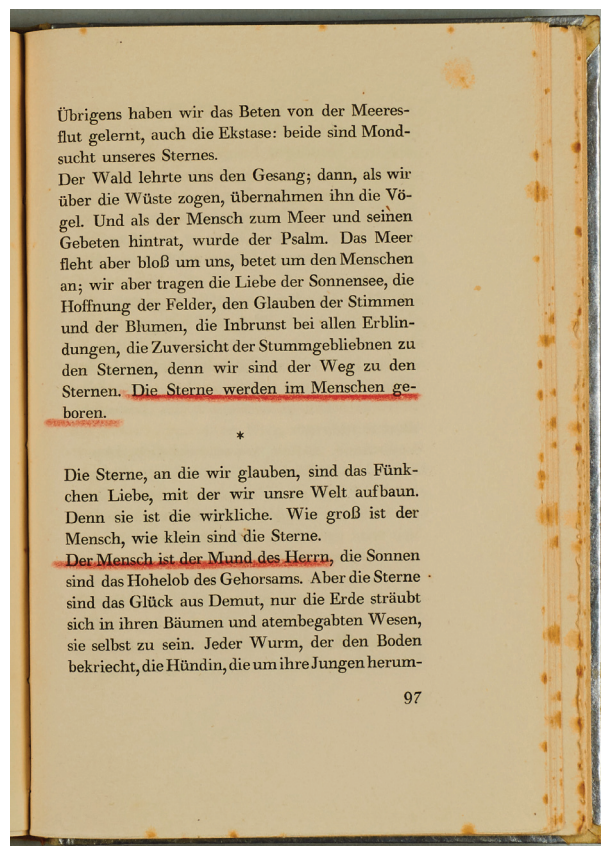 Übrigens haben wir das Beten von der Meeres-
flut gelernt, auch die Ekstase: beide sind Mond-
sucht unseres Sternes.
Der Wald lehrte uns den Gesang; dann, als wir
über die Wüste zogen, übernahmen ihn die Vö-
gel. Und als der Mensch zum Meer und seinen
Gebeten hintrat, wurde der Psalm. Das Meer
fleht aber bloß um uns, betet um den Menschen
an; wir aber tragen die Liebe der Sonnensee, die
Hoffnung der Felder, den Glauben der Stimmen
und der Blumen, die Inbrunst bei allen Erblin-
dungen, die Zuversicht der Stummgebliebnen zu
den Sternen, denn wir sind der Weg zu den
Sternen. Die Sterne werden im Menschen ge-
boren.
*
Die Sterne, an die wir glauben, sind das Fünk-
chen Liebe, mit der wir unsre Welt aufbaun.
Denn sie ist die wirkliche. Wie groß ist der
Mensch, wie klein sind die Sterne.
Der Mensch ist der Mund des Herrn, die Sonnen
sind das Hohelob des Gehorsams. Aber die Sterne
sind das Glück aus Demut, nur die Erde sträubt
sich in ihren Bäumen und atembegabten Wesen,
sie selbst zu sein. Jeder Wurm, der den Boden
bekriecht, die Hündin, die um ihre Jungen herum-
97